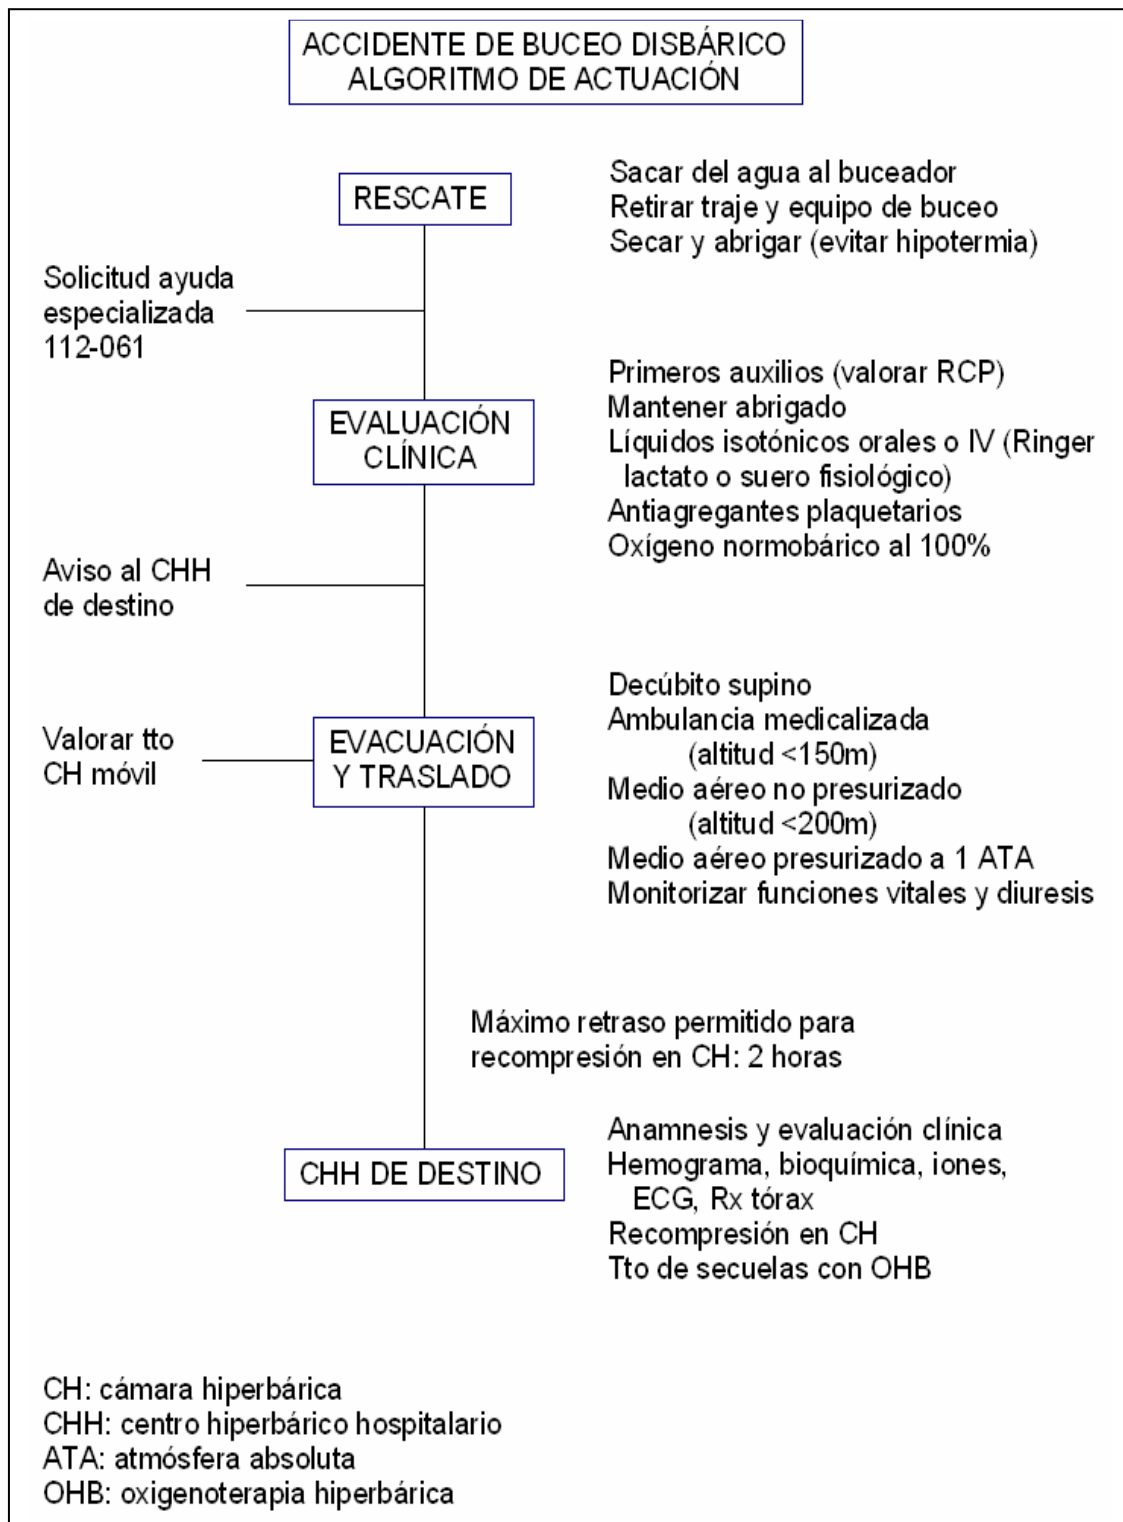 ACCIDENTE DE BUCEO DISBÁRICO
ALGORITMO DE ACTUACIÓN
RESCATE
Sacar del agua al buceador
Retirar traje y equipo de buceo
Secar y abrigar (evitar hipotermia)
Solicitud ayuda
especializada
112-061
EVALUACIÓN
CLÍNICA
Primeros auxilios (valorar RCP)
Mantener abrigado
Líquidos isotónicos orales o IV (Ringer
lactato o suero fisiológico)
Antiagregantes plaquetarios
Oxígeno normobárico al 100%
Aviso al CHH
de destino
Valorar tto
CH móvil
EVACUACIÓN
Y TRASLADO
Decúbito supino
Ambulancia medicalizada
(altitud <150m)
Medio aéreo no presurizado
(altitud <200m)
Medio aéreo presurizado a 1 ATA
Monitorizar funciones vitales y diuresis
Máximo retraso permitido para
recompresión en CH: 2 horas
CHH DE DESTINO
Anamnesis y evaluación clínica
Hemograma, bioquímica, iones,
ECG, Rx tórax
Recompresión en CH
Tto de secuelas con OHB
CH: cámara hiperbárica
CHH: centro hiperbárico hospitalario
ATA: atmósfera absoluta
OHB: oxigenoterapia hiperbárica